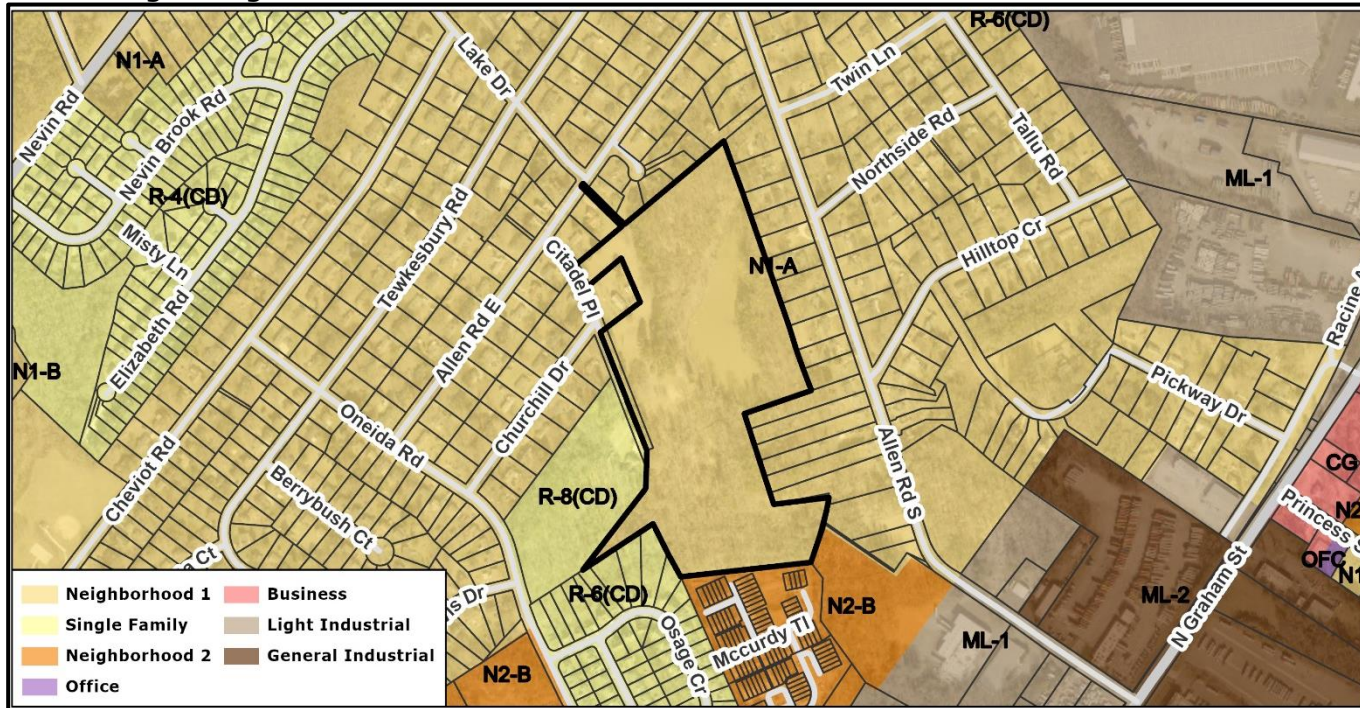 R-6(CD)
N1-A
Lake Dr
Twin Ln
Nevin Rd
Nevin Brook Rd
Northside Rd
Tallu Rd
ML-1
R-4(CD)
Misty Ln
Tewkesbury Rd
Citadel Pl
N1-A
Hilltop Cr
Elizabeth Rd
Allen Rd E
Racine A
N1-B
Churchill Dr
Pickway Dr
Oneida Rd
Cheviot Rd
Allen Rd S
CG
Berrybush Ct
R-8(CD)
N2
Princess S
a Ct
OFC
N1
R-6(CD)
N2-B
ML-2
N Graham St
is Dr
Osage Cr
Mccurdy Tl
ML-1
N2-B
Neighborhood 1
Single Family
Neighborhood 2
Office
Business
Light Industrial
General Industrial